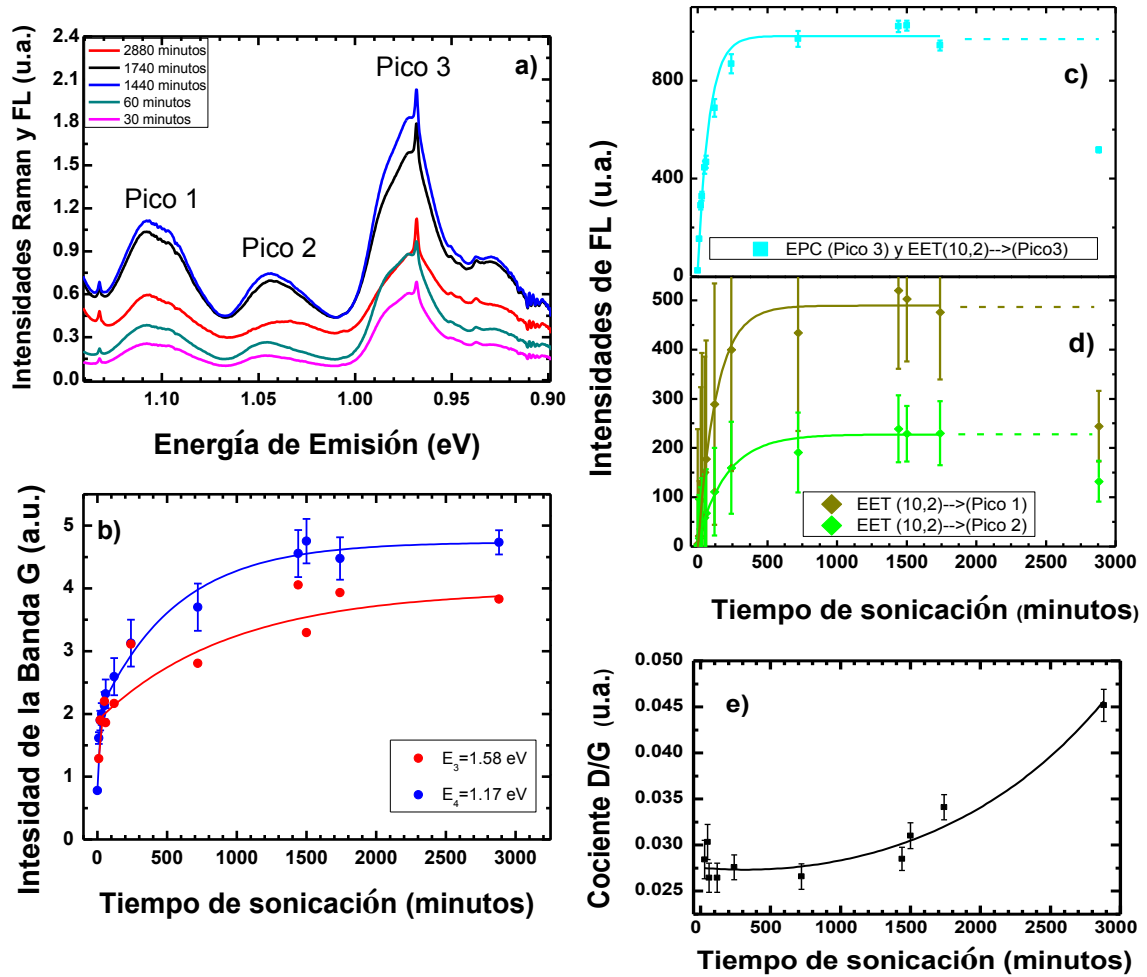 a)
2.4
2.1
1.8
1.5
1.2
0.9
0.6
0.3
0.0
Intensidades Raman y FL (u.a.)
2880 minutos
1740 minutos
1440 minutos
60 minutos
30 minutos
Pico 1
Pico 2
Pico 3
1.10
1.05
1.00
0.95
0.90
Energía de Emisión (eV)
b)
5
4
3
2
1
0
Intesidad de la Banda G (a.u.)
E3=1.58 eV
E4=1.17 eV
0
500
1000
1500
2000
2500
3000
Tiempo de sonicación (minutos)
c)
800
400
0
Intensidades de FL (u.a.)
EPC (Pico 3) y EET(10,2)-->(Pico3)
d)
500
400
300
200
100
0
EET (10,2)-->(Pico 1)
EET (10,2)-->(Pico 2)
0
500
1000
1500
2000
2500
3000
Tiempo de sonicación (minutos)
e)
0.050
0.045
0.040
0.035
0.030
0.025
Cociente D/G (u.a.)
0
500
1000
1500
2000
2500
3000
Tiempo de sonicación (minutos)